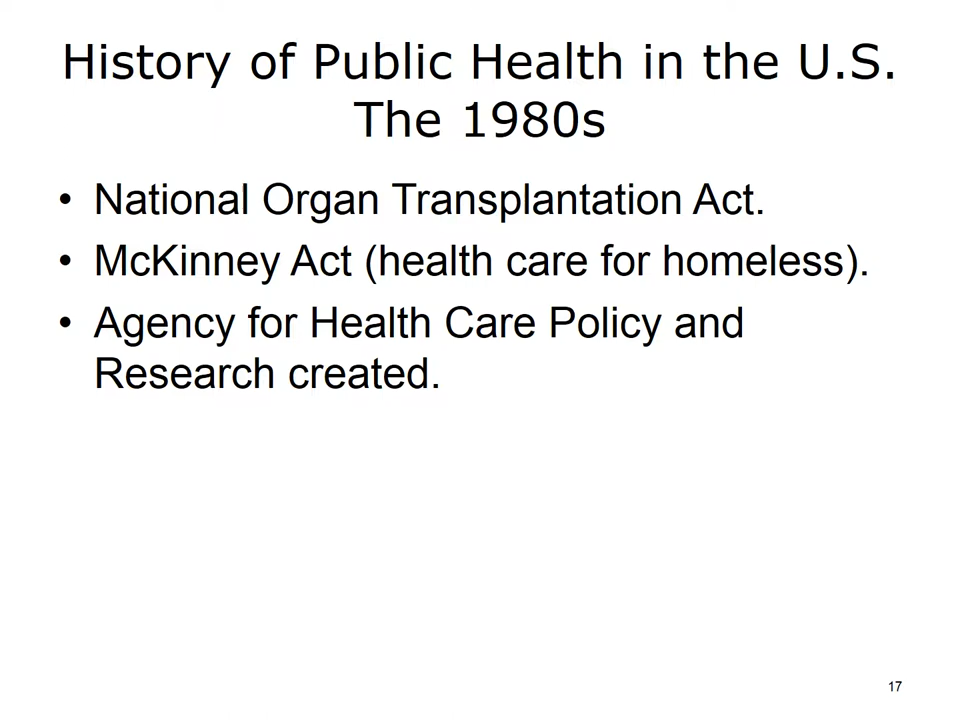 History of Public Health in the U.S.
The 1980s
• National Organ Transplantation Act.
• McKinney Act (health care for homeless).
• Agency for Health Care Policy and
Research created.
17